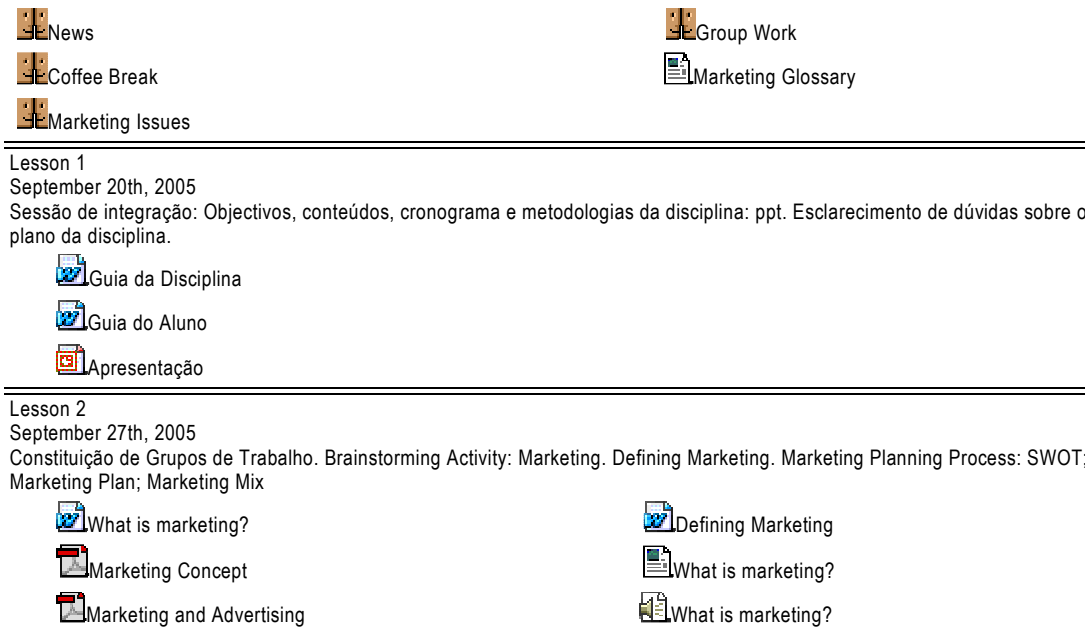 News
Group Work
Coffee Break
Marketing Glossary
Marketing Issues
Lesson 1
September 20th, 2005
Sessão de integração: Objectivos, conteúdos, cronograma e metodologias da disciplina: ppt. Esclarecimento de dúvidas sobre o
plano da disciplina.
Guia da Disciplina
Guia do Aluno
Apresentação
Lesson 2
September 27th, 2005
Constituição de Grupos de Trabalho. Brainstorming Activity: Marketing. Defining Marketing. Marketing Planning Process: SWOT;
Marketing Plan; Marketing Mix
What is marketing?
Defining Marketing
Marketing Concept
What is marketing?
Marketing and Advertising
What is marketing?